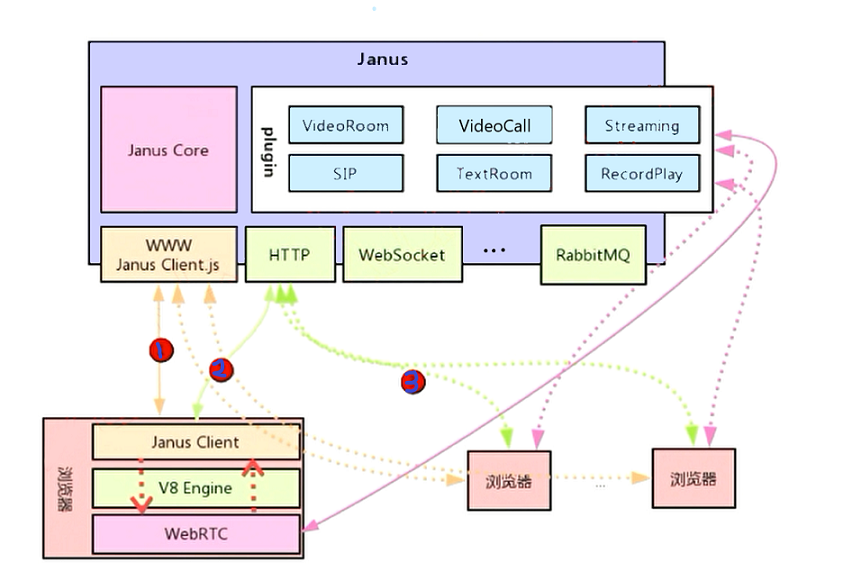 Janus
Janus Core
plugin
VideoRoom
VideoCall
Streaming
SIP
TextRoom
RecordPlay
WWW
Janus Client.js
HTTP
WebSocket
...
RabbitMQ
1
2
3
浏览器
Janus Client
V8 Engine
WebRTC
浏览器
...
浏览器